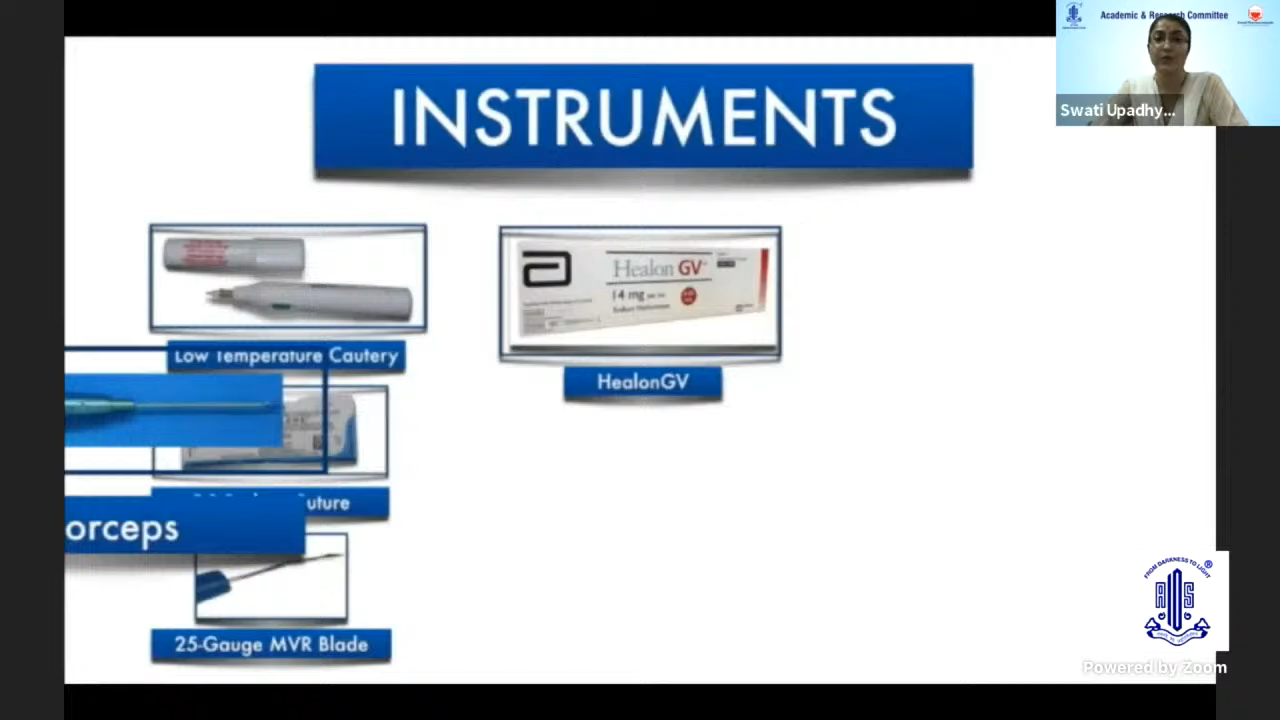 Academic & Research Committee
Swati Upadhy...
INSTRUMENTS
Healon GV
14 mg
Low Temperature Cautery
HealonGV
uture
orceps
25-Gauge MVR Blade
FROM DARKNESS TO LIGHT
®
AIOS
Powered by Zoom